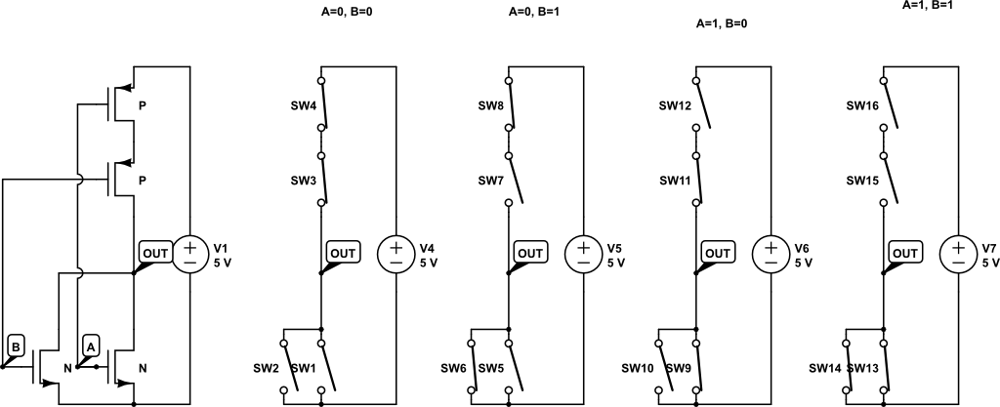 A=0, B=0
A=0, B=1
A=1, B=0
A=1, B=1
P
P
OUT
V1
5 V
B
A
N
N
SW4
SW3
OUT
V4
5 V
SW2
SW1
SW8
SW7
OUT
V5
5 V
SW6
SW5
SW12
SW11
OUT
V6
5 V
SW10
SW9
SW16
SW15
OUT
V7
5 V
SW14
SW13